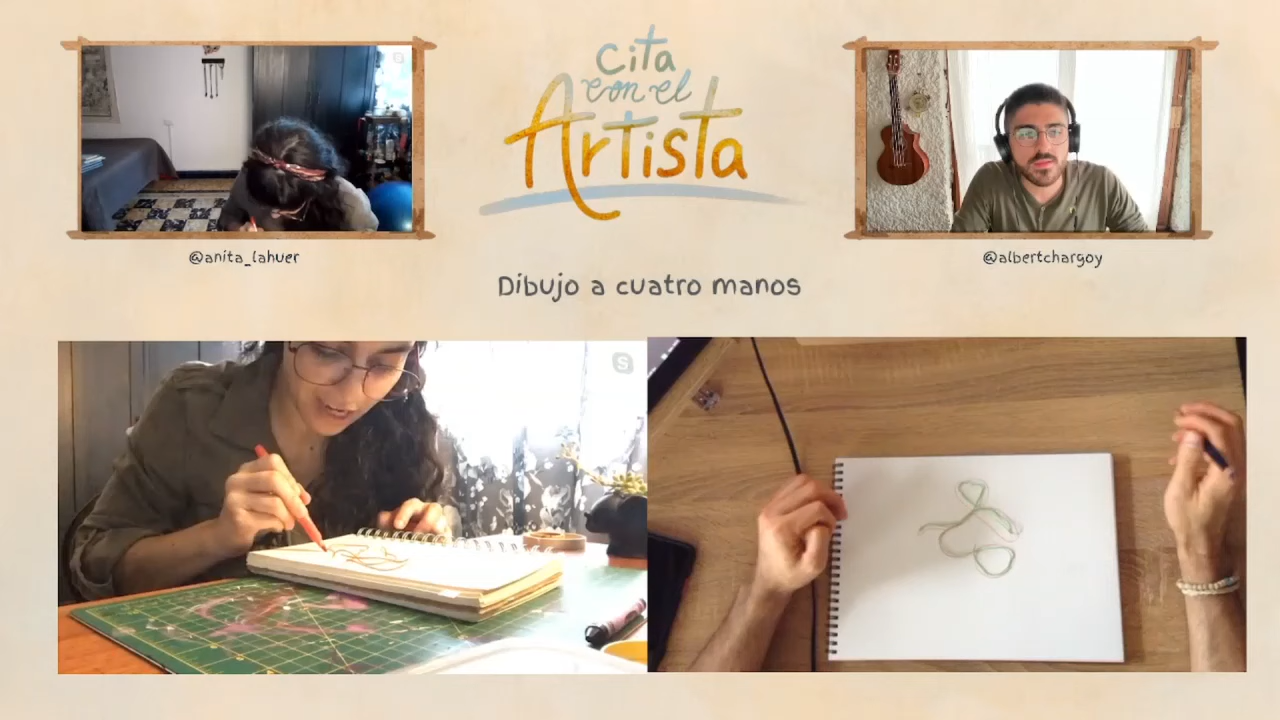 cita
con el
Artista
@anita_lahuer
@albertchargoy
Dibujo a cuatro manos